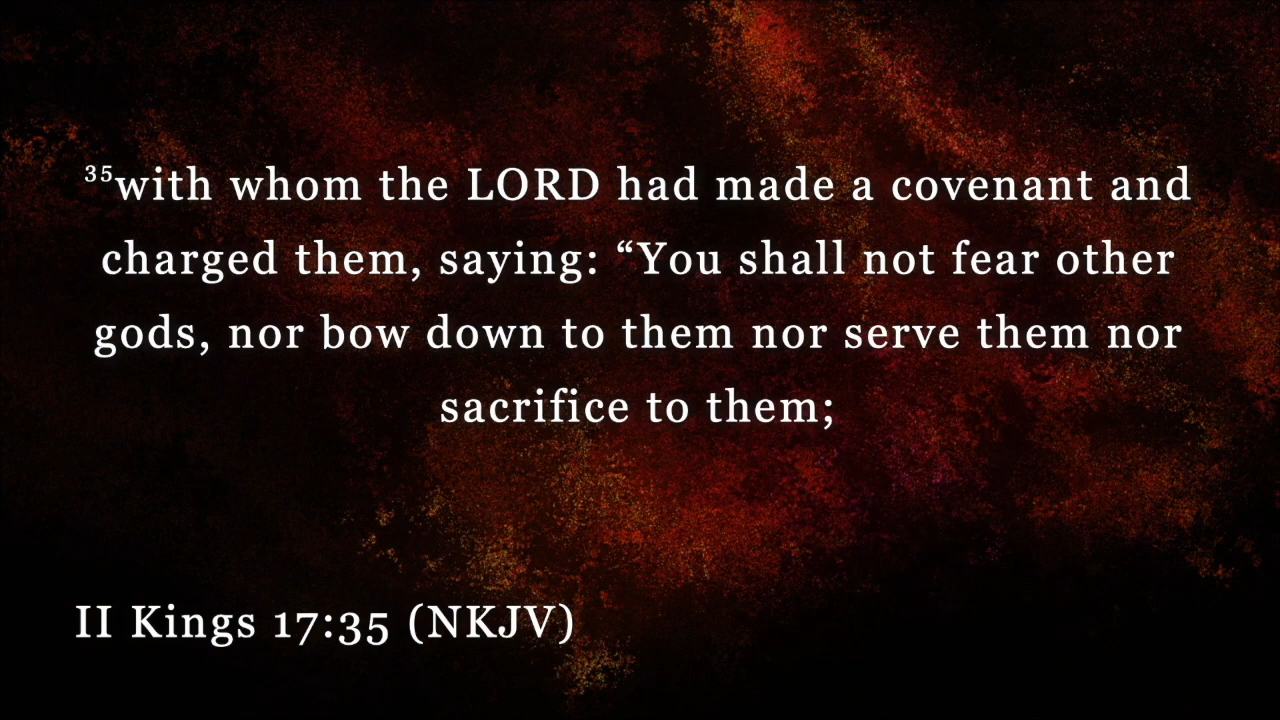 ³⁵with whom the LORD had made a covenant and
charged them, saying: “You shall not fear other
gods, nor bow down to them nor serve them nor
sacrifice to them;
II Kings 17:35 (NKJV)